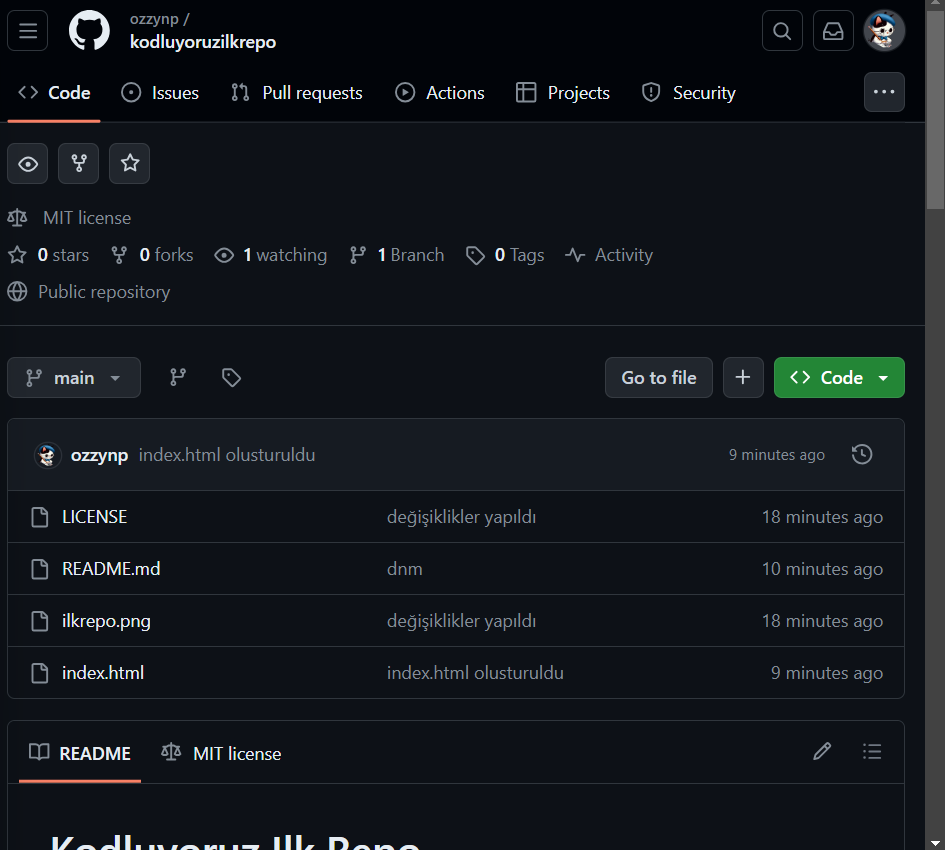 ozzynp /
kodluyoruzilkrepo
Code Issues Pull requests Actions Projects Security
MIT license
0 stars 0 forks 1 watching 1 Branch 0 Tags Activity
Public repository
main Go to file Code
ozzynp index.html olusturuldu 9 minutes ago
LICENSE değişiklikler yapıldı 18 minutes ago
README.md dnm 10 minutes ago
ilkrepo.png değişiklikler yapıldı 18 minutes ago
index.html index.html olusturuldu 9 minutes ago
README MIT license
Kodluyoruz Ilk Repo